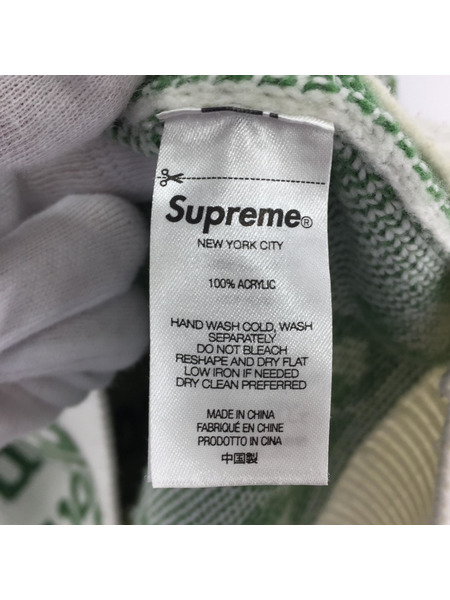 Supreme®
NEW YORK CITY
100% ACRYLIC
HAND WASH COLD, WASH
SEPARATELY
DO NOT BLEACH
RESHAPE AND DRY FLAT
LOW IRON IF NEEDED
DRY CLEAN PREFERRED
MADE IN CHINA
FABRIQUÉ EN CHINE
PRODOTTO IN CINA
中国製